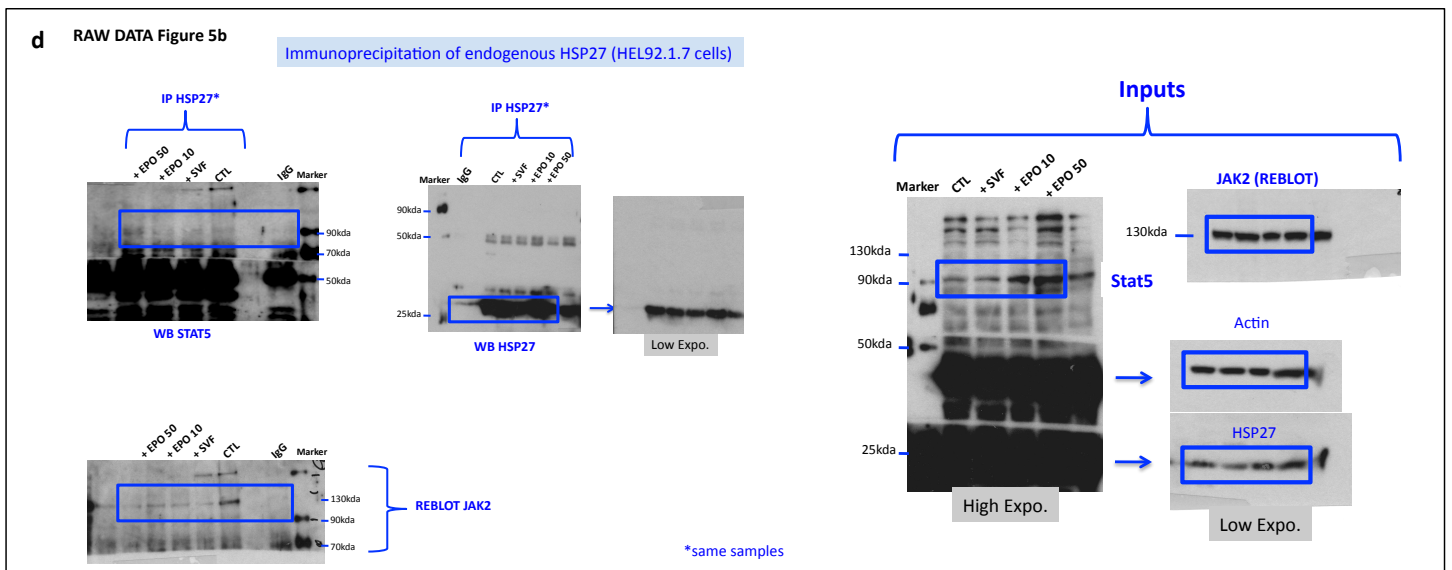 d RAW DATA Figure 5b
Immunoprecipitation of endogenous HSP27 (HEL92.1.7 cells)
IP HSP27*
+ EPO 50 + EPO 10 + SVF CTL IgG Marker
90kda
70kda
50kda
WB STAT5
IP HSP27*
Marker IgG CTL + SVF + EPO 10 + EPO 50
90kda
50kda
25kda
WB HSP27
Low Expo.
+ EPO 50 + EPO 10 + SVF CTL IgG Marker
130kda
90kda
70kda
REBLOT JAK2
*same samples
Inputs
Marker CTL + SVF + EPO 10 + EPO 50
130kda
90kda
50kda
25kda
Stat5
High Expo.
JAK2 (REBLOT)
130kda
Actin
HSP27
Low Expo.